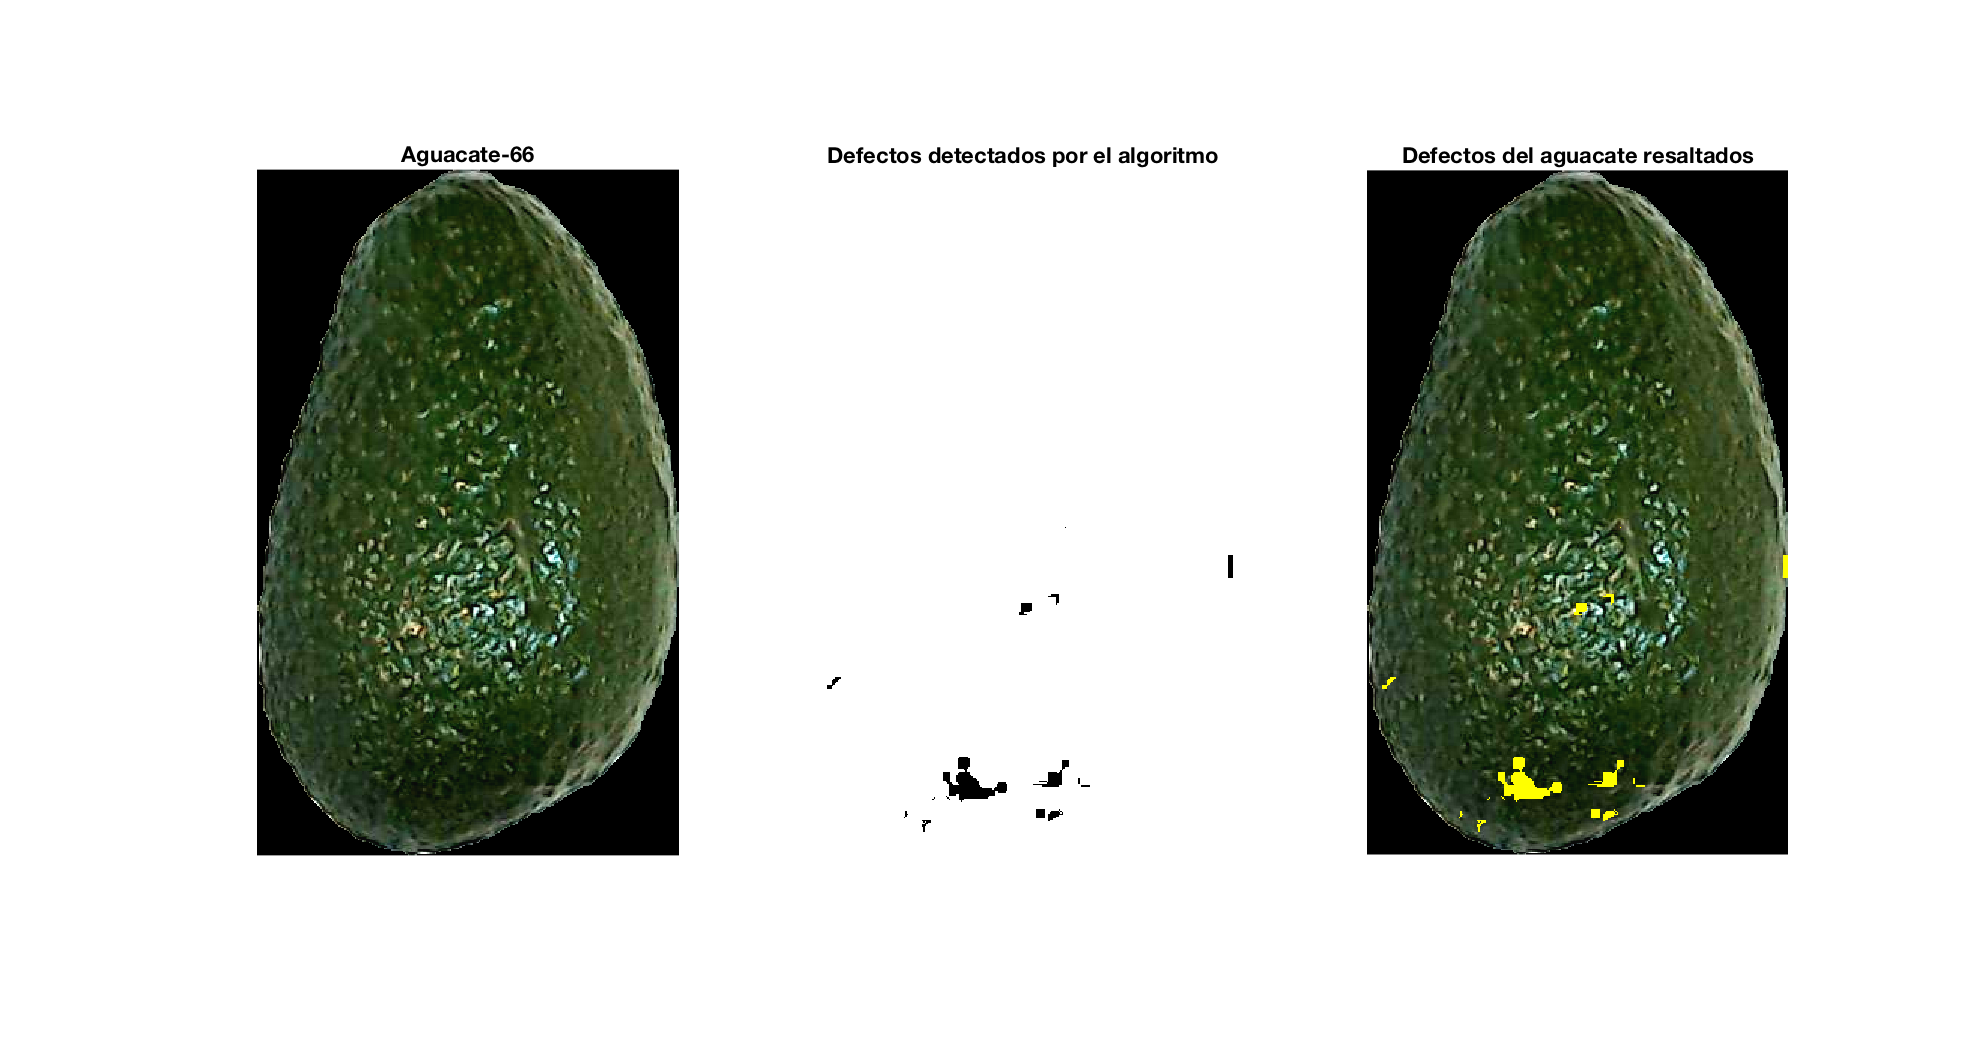 Aguacate-66
Defectos detectados por el algoritmo
Defectos del aguacate resaltados